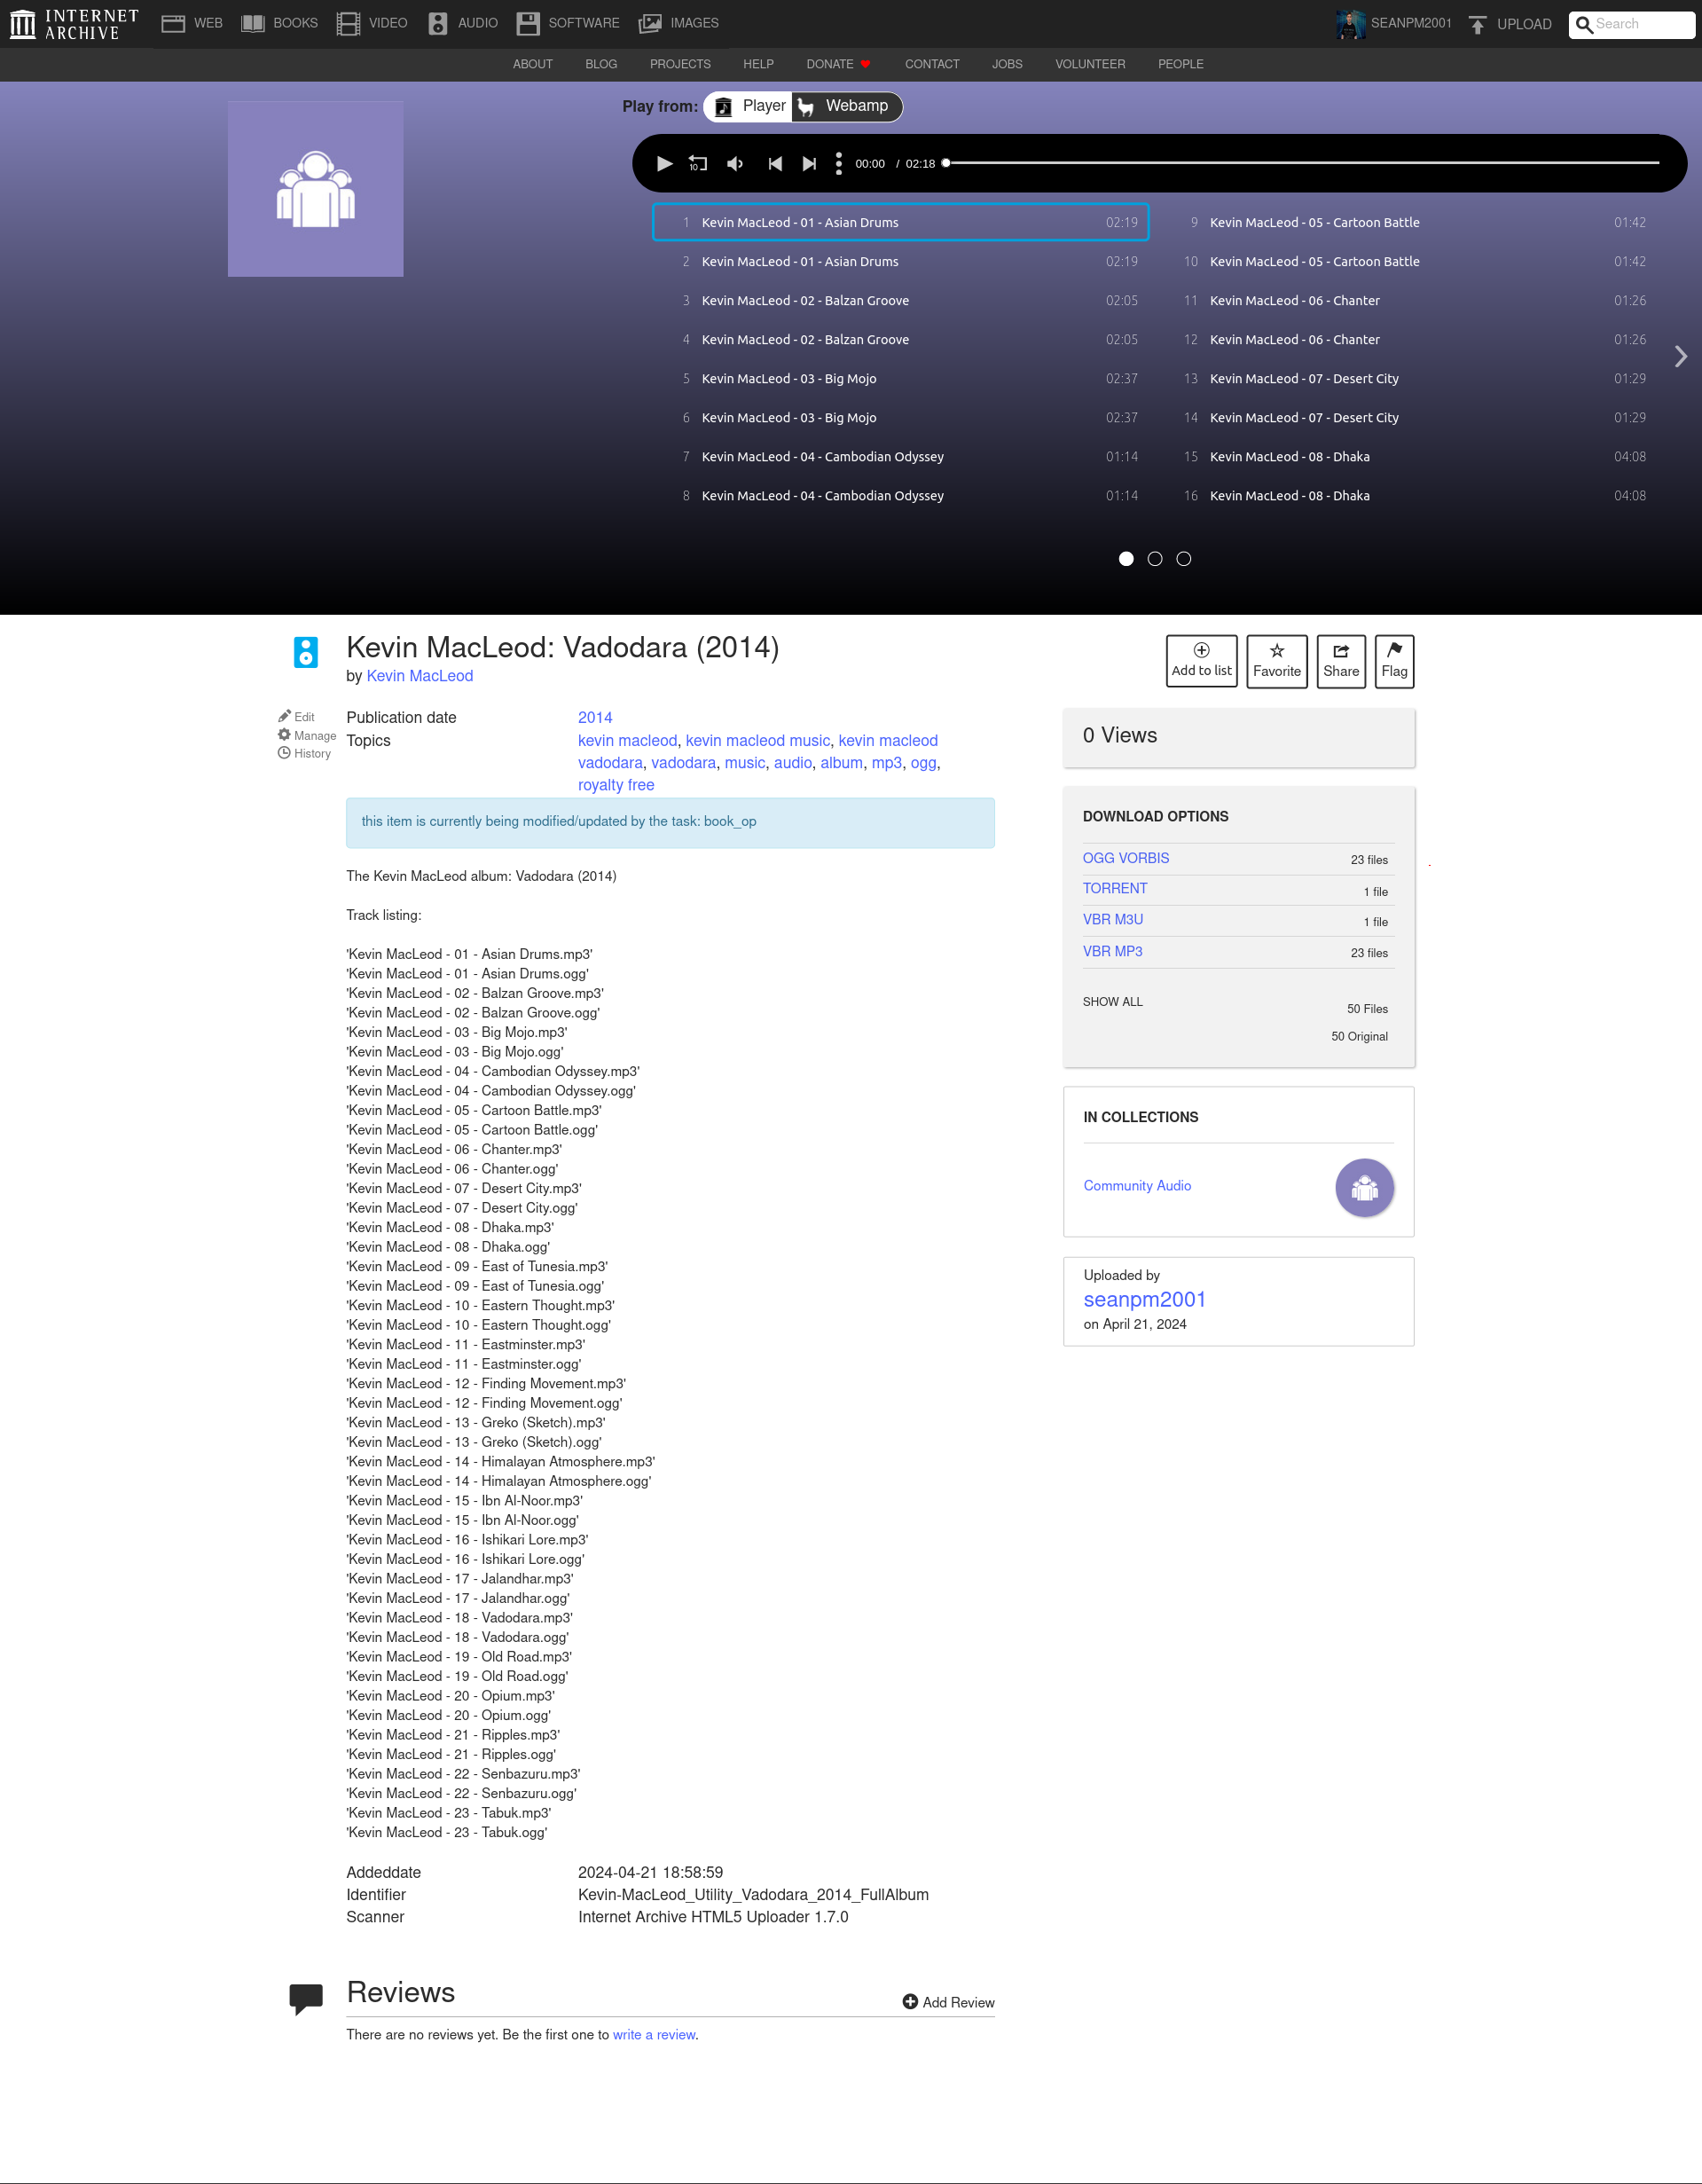 INTERNET
ARCHIVE
WEB
BOOKS
VIDEO
AUDIO
SOFTWARE
IMAGES
SEANPM2001
UPLOAD
Search
ABOUT
BLOG
PROJECTS
HELP
DONATE
CONTACT
JOBS
VOLUNTEER
PEOPLE
Play from: Player Webamp
10
00:00 / 02:18
1 Kevin MacLeod - 01 - Asian Drums 02:19
2 Kevin MacLeod - 01 - Asian Drums 02:19
3 Kevin MacLeod - 02 - Balzan Groove 02:05
4 Kevin MacLeod - 02 - Balzan Groove 02:05
5 Kevin MacLeod - 03 - Big Mojo 02:37
6 Kevin MacLeod - 03 - Big Mojo 02:37
7 Kevin MacLeod - 04 - Cambodian Odyssey 01:14
8 Kevin MacLeod - 04 - Cambodian Odyssey 01:14
9 Kevin MacLeod - 05 - Cartoon Battle 01:42
10 Kevin MacLeod - 05 - Cartoon Battle 01:42
11 Kevin MacLeod - 06 - Chanter 01:26
12 Kevin MacLeod - 06 - Chanter 01:26
13 Kevin MacLeod - 07 - Desert City 01:29
14 Kevin MacLeod - 07 - Desert City 01:29
15 Kevin MacLeod - 08 - Dhaka 04:08
16 Kevin MacLeod - 08 - Dhaka 04:08
Kevin MacLeod: Vadodara (2014)
by Kevin MacLeod
Edit
Manage
History
Publication date 2014
Topics kevin macleod, kevin macleod music, kevin macleod
vadodara, vadodara, music, audio, album, mp3, ogg,
royalty free
this item is currently being modified/updated by the task: book_op
The Kevin MacLeod album: Vadodara (2014)
Track listing:
'Kevin MacLeod - 01 - Asian Drums.mp3'
'Kevin MacLeod - 01 - Asian Drums.ogg'
'Kevin MacLeod - 02 - Balzan Groove.mp3'
'Kevin MacLeod - 02 - Balzan Groove.ogg'
'Kevin MacLeod - 03 - Big Mojo.mp3'
'Kevin MacLeod - 03 - Big Mojo.ogg'
'Kevin MacLeod - 04 - Cambodian Odyssey.mp3'
'Kevin MacLeod - 04 - Cambodian Odyssey.ogg'
'Kevin MacLeod - 05 - Cartoon Battle.mp3'
'Kevin MacLeod - 05 - Cartoon Battle.ogg'
'Kevin MacLeod - 06 - Chanter.mp3'
'Kevin MacLeod - 06 - Chanter.ogg'
'Kevin MacLeod - 07 - Desert City.mp3'
'Kevin MacLeod - 07 - Desert City.ogg'
'Kevin MacLeod - 08 - Dhaka.mp3'
'Kevin MacLeod - 08 - Dhaka.ogg'
'Kevin MacLeod - 09 - East of Tunesia.mp3'
'Kevin MacLeod - 09 - East of Tunesia.ogg'
'Kevin MacLeod - 10 - Eastern Thought.mp3'
'Kevin MacLeod - 10 - Eastern Thought.ogg'
'Kevin MacLeod - 11 - Eastminster.mp3'
'Kevin MacLeod - 11 - Eastminster.ogg'
'Kevin MacLeod - 12 - Finding Movement.mp3'
'Kevin MacLeod - 12 - Finding Movement.ogg'
'Kevin MacLeod - 13 - Greko (Sketch).mp3'
'Kevin MacLeod - 13 - Greko (Sketch).ogg'
'Kevin MacLeod - 14 - Himalayan Atmosphere.mp3'
'Kevin MacLeod - 14 - Himalayan Atmosphere.ogg'
'Kevin MacLeod - 15 - Ibn Al-Noor.mp3'
'Kevin MacLeod - 15 - Ibn Al-Noor.ogg'
'Kevin MacLeod - 16 - Ishikari Lore.mp3'
'Kevin MacLeod - 16 - Ishikari Lore.ogg'
'Kevin MacLeod - 17 - Jalandhar.mp3'
'Kevin MacLeod - 17 - Jalandhar.ogg'
'Kevin MacLeod - 18 - Vadodara.mp3'
'Kevin MacLeod - 18 - Vadodara.ogg'
'Kevin MacLeod - 19 - Old Road.mp3'
'Kevin MacLeod - 19 - Old Road.ogg'
'Kevin MacLeod - 20 - Opium.mp3'
'Kevin MacLeod - 20 - Opium.ogg'
'Kevin MacLeod - 21 - Ripples.mp3'
'Kevin MacLeod - 21 - Ripples.ogg'
'Kevin MacLeod - 22 - Senbazuru.mp3'
'Kevin MacLeod - 22 - Senbazuru.ogg'
'Kevin MacLeod - 23 - Tabuk.mp3'
'Kevin MacLeod - 23 - Tabuk.ogg'
Addeddate 2024-04-21 18:58:59
Identifier Kevin-MacLeod_Utility_Vadodara_2014_FullAlbum
Scanner Internet Archive HTML5 Uploader 1.7.0
Reviews
Add Review
There are no reviews yet. Be the first one to write a review.
Add to list
Favorite
Share
Flag
0 Views
DOWNLOAD OPTIONS
OGG VORBIS 23 files
TORRENT 1 file
VBR M3U 1 file
VBR MP3 23 files
SHOW ALL 50 Files
50 Original
IN COLLECTIONS
Community Audio
Uploaded by
seanpm2001
on April 21, 2024